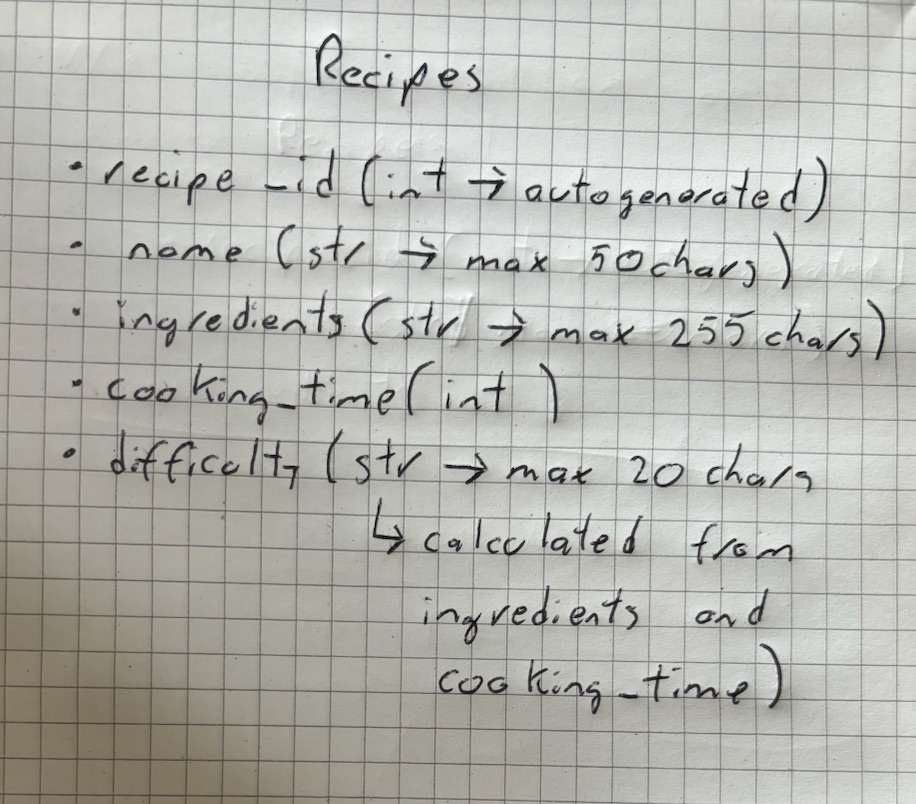 Recipes
• recipe_id (int → autogenerated)
• name (str → max 50 chars)
• ingredients (str → max 255 chars)
• cooking_time (int)
• difficulty (str → max 20 chars
↳ calculated from
ingredients and
cooking_time)